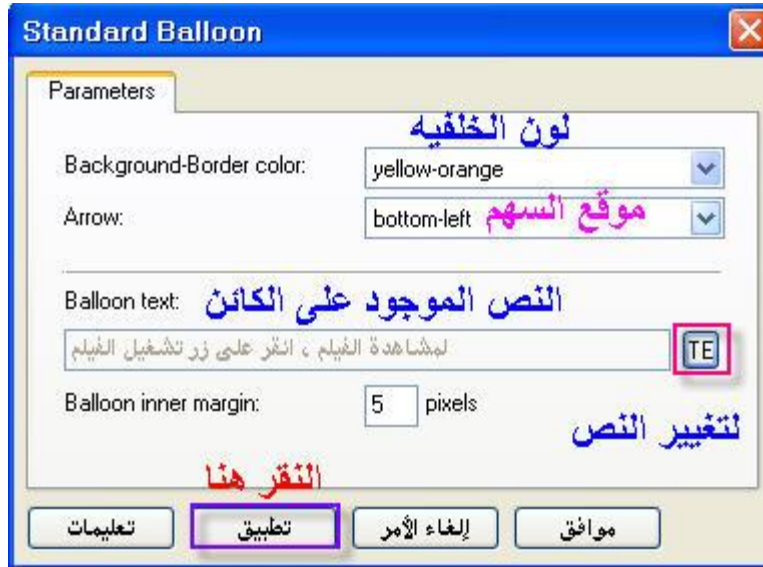 Standard Balloon
Parameters
لون الخلفيه
Background-Border color: yellow-orange
Arrow: bottom-left موقع السهم
Balloon text: النص الموجود على الكائن
لمشاهدة الفيلم ، انقر على زر تشغيل الفيلم TE
Balloon inner margin: 5 pixels
لتغيير النص
النقر هنا
موافق إلغاء الأمر تطبيق تعليمات